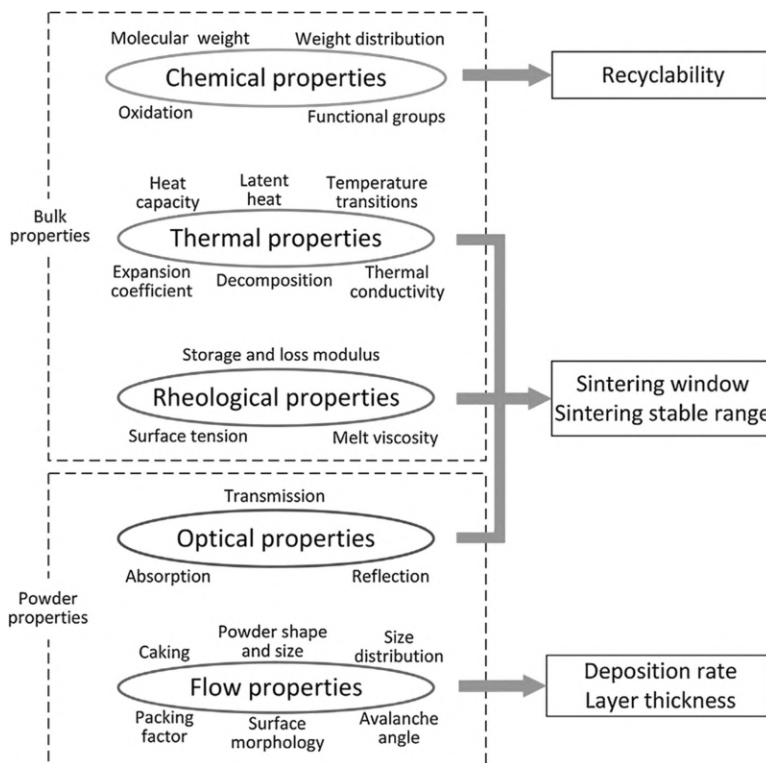 Molecular weight
Weight distribution
Chemical properties
Oxidation
Functional groups
Recyclability
Bulk
properties
Heat
capacity
Latent
heat
Temperature
transitions
Thermal properties
Expansion
coefficient
Decomposition
Thermal
conductivity
Storage and loss modulus
Rheological properties
Surface tension
Melt viscosity
Sintering window
Sintering stable range
Powder
properties
Transmission
Optical properties
Absorption
Reflection
Caking
Powder shape
and size
Size
distribution
Flow properties
Packing
factor
Surface
morphology
Avalanche
angle
Deposition rate
Layer thickness